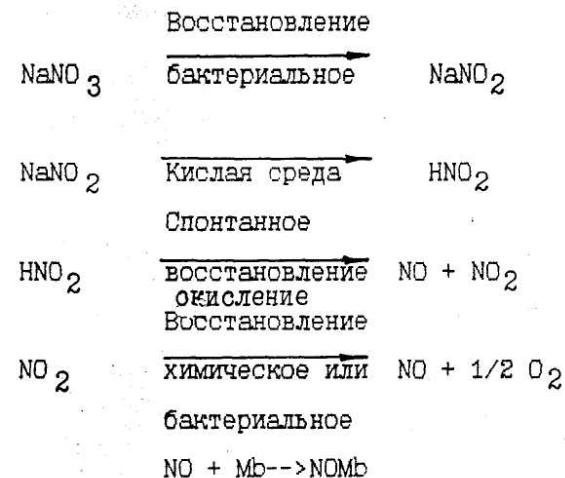 Восстановление
NaNO3 бактериальное NaNO2
NaNO2 Кислая среда HNO2
Спонтанное
HNO2 восстановление NO + NO2
окисление
Восстановление
NO2 химическое или NO + 1/2 O2
бактериальное
NO + Mb-->NOMb